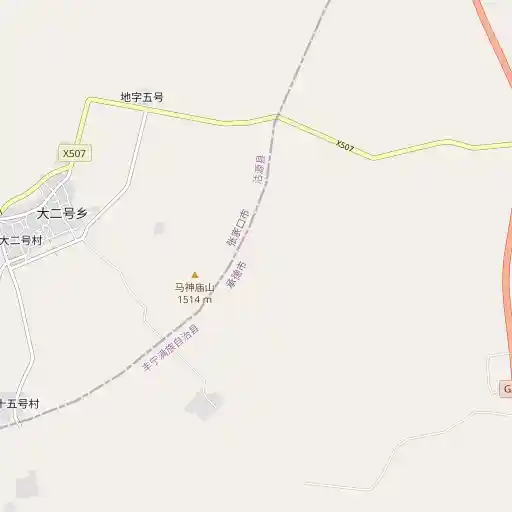 地字五号
X507
X507
沽源县
大二号乡
张家口市
大二号村
承德市
马神庙山
1514 m
丰宁满族自治县
十五号村
G